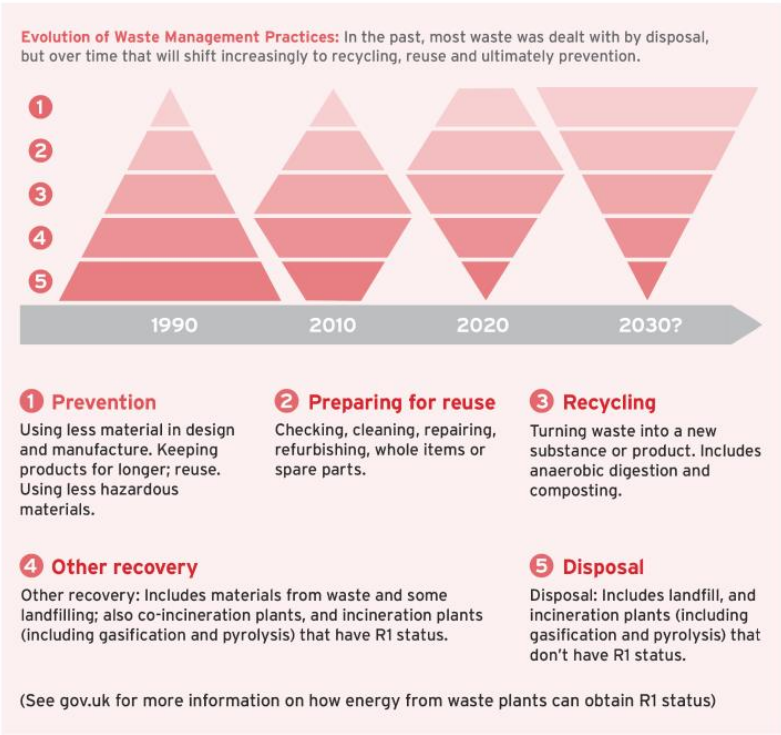 Evolution of Waste Management Practices: In the past, most waste was dealt with by disposal,
but over time that will shift increasingly to recycling, reuse and ultimately prevention.
1
2
3
4
5
1990 2010 2020 2030?
1 Prevention
Using less material in design
and manufacture. Keeping
products for longer; reuse.
Using less hazardous
materials.
2 Preparing for reuse
Checking, cleaning, repairing,
refurbishing, whole items or
spare parts.
3 Recycling
Turning waste into a new
substance or product. Includes
anaerobic digestion and
composting.
4 Other recovery
Other recovery: Includes materials from waste and some
landfilling; also co-incineration plants, and incineration plants
(including gasification and pyrolysis) that have R1 status.
5 Disposal
Disposal: Includes landfill, and
incineration plants (including
gasification and pyrolysis) that
don't have R1 status.
(See gov.uk for more information on how energy from waste plants can obtain R1 status)